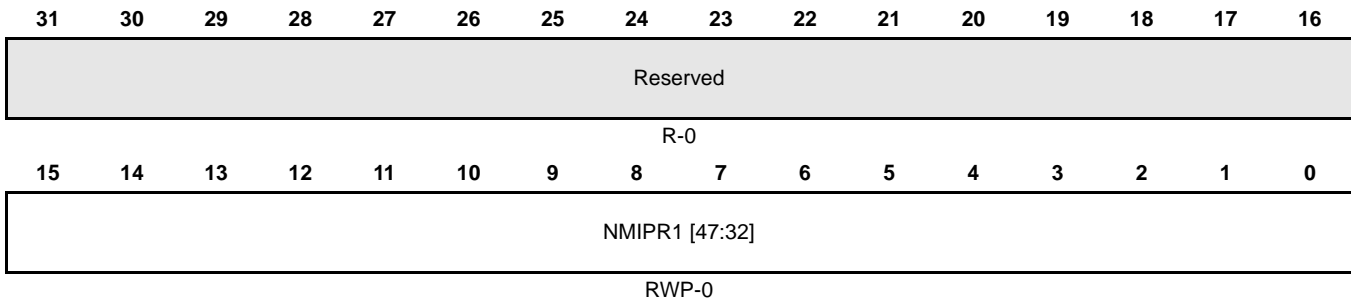 31 30 29 28 27 26 25 24 23 22 21 20 19 18 17 16
Reserved
R-0
15 14 13 12 11 10 9 8 7 6 5 4 3 2 1 0
NMIPR1 [47:32]
RWP-0